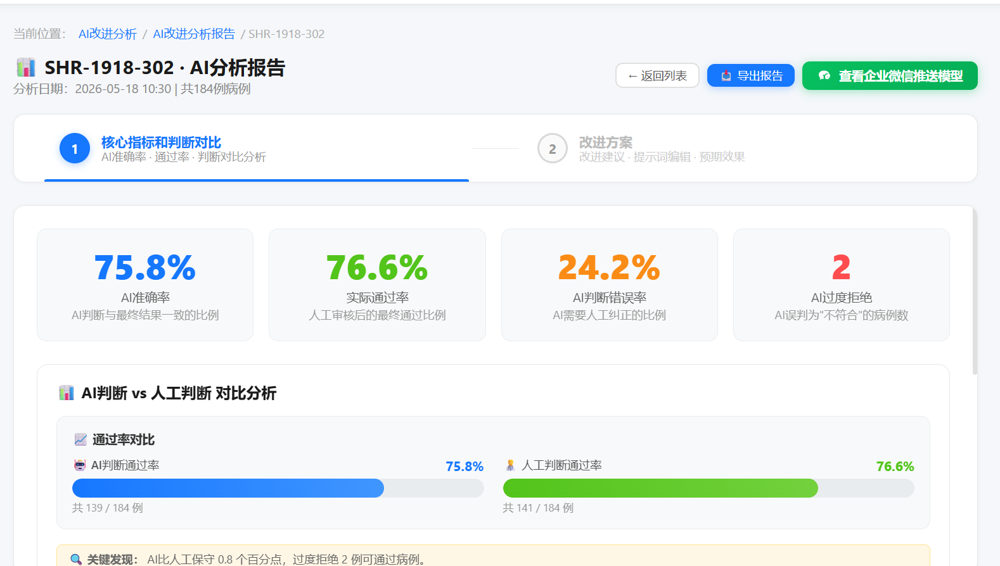 当前位置： AI改进分析 / AI改进分析报告 / SHR-1918-302
SHR-1918-302 · AI分析报告
分析日期：2026-05-18 10:30 | 共184例病例
← 返回列表
导出报告
查看企业微信推送模型
1
核心指标和判断对比
AI准确率 · 通过率 · 判断对比分析
2
改进方案
改进建议 · 提示词编辑 · 预期效果
75.8%
AI准确率
AI判断与最终结果一致的比例
76.6%
实际通过率
人工审核后的最终通过比例
24.2%
AI判断错误率
AI需要人工纠正的比例
2
AI过度拒绝
AI误判为"不符合"的病例数
AI判断 vs 人工判断 对比分析
通过率对比
AI判断通过率 75.8%
共 139 / 184 例
人工判断通过率 76.6%
共 141 / 184 例
关键发现： AI比人工保守 0.8 个百分点，过度拒绝 2 例可通过病例。